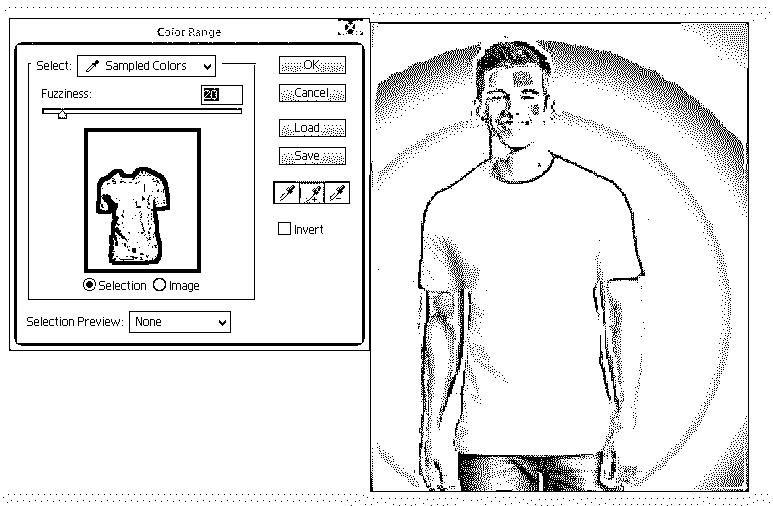 Color Range
Select: Sampled Colors
Fuzziness: 20
OK
Cancel
Load...
Save...
Invert
Selection Image
Selection Preview: None